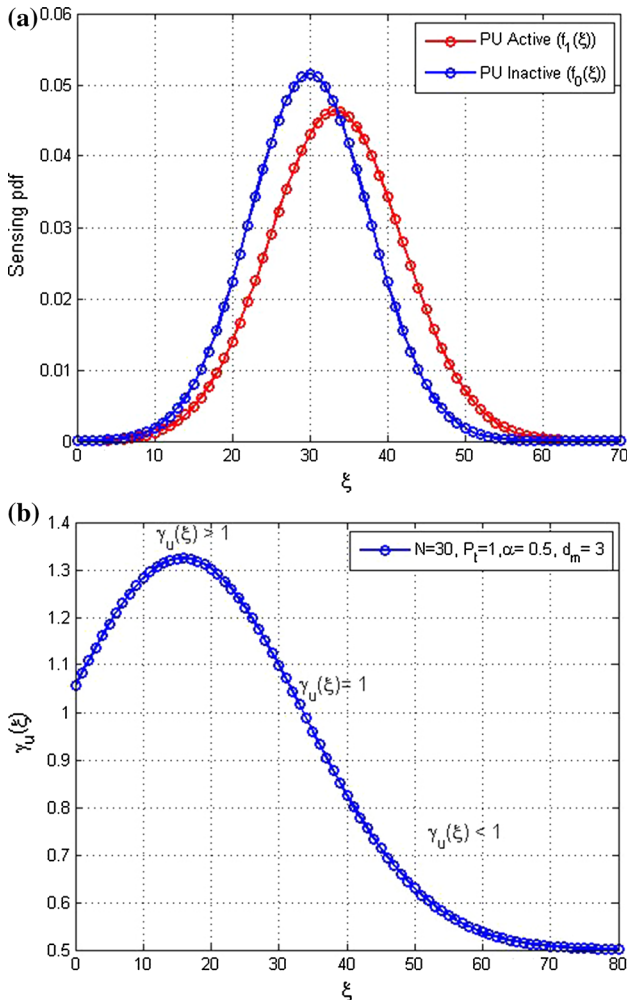 (a)
0.06
0.05
0.04
0.03
0.02
0.01
0
Sensing pdf
PU Active (f₁(ξ))
PU Inactive (f₀(ξ))
0 10 20 30 40 50 60 70
ξ
(b)
1.4
1.3
1.2
1.1
1
0.9
0.8
0.7
0.6
0.5
γᵤ(ξ)
γᵤ(ξ) > 1
N=30, Pₜ=1,α= 0.5, dₘ= 3
γᵤ(ξ)= 1
γᵤ(ξ) < 1
0 10 20 30 40 50 60 70 80
ξ